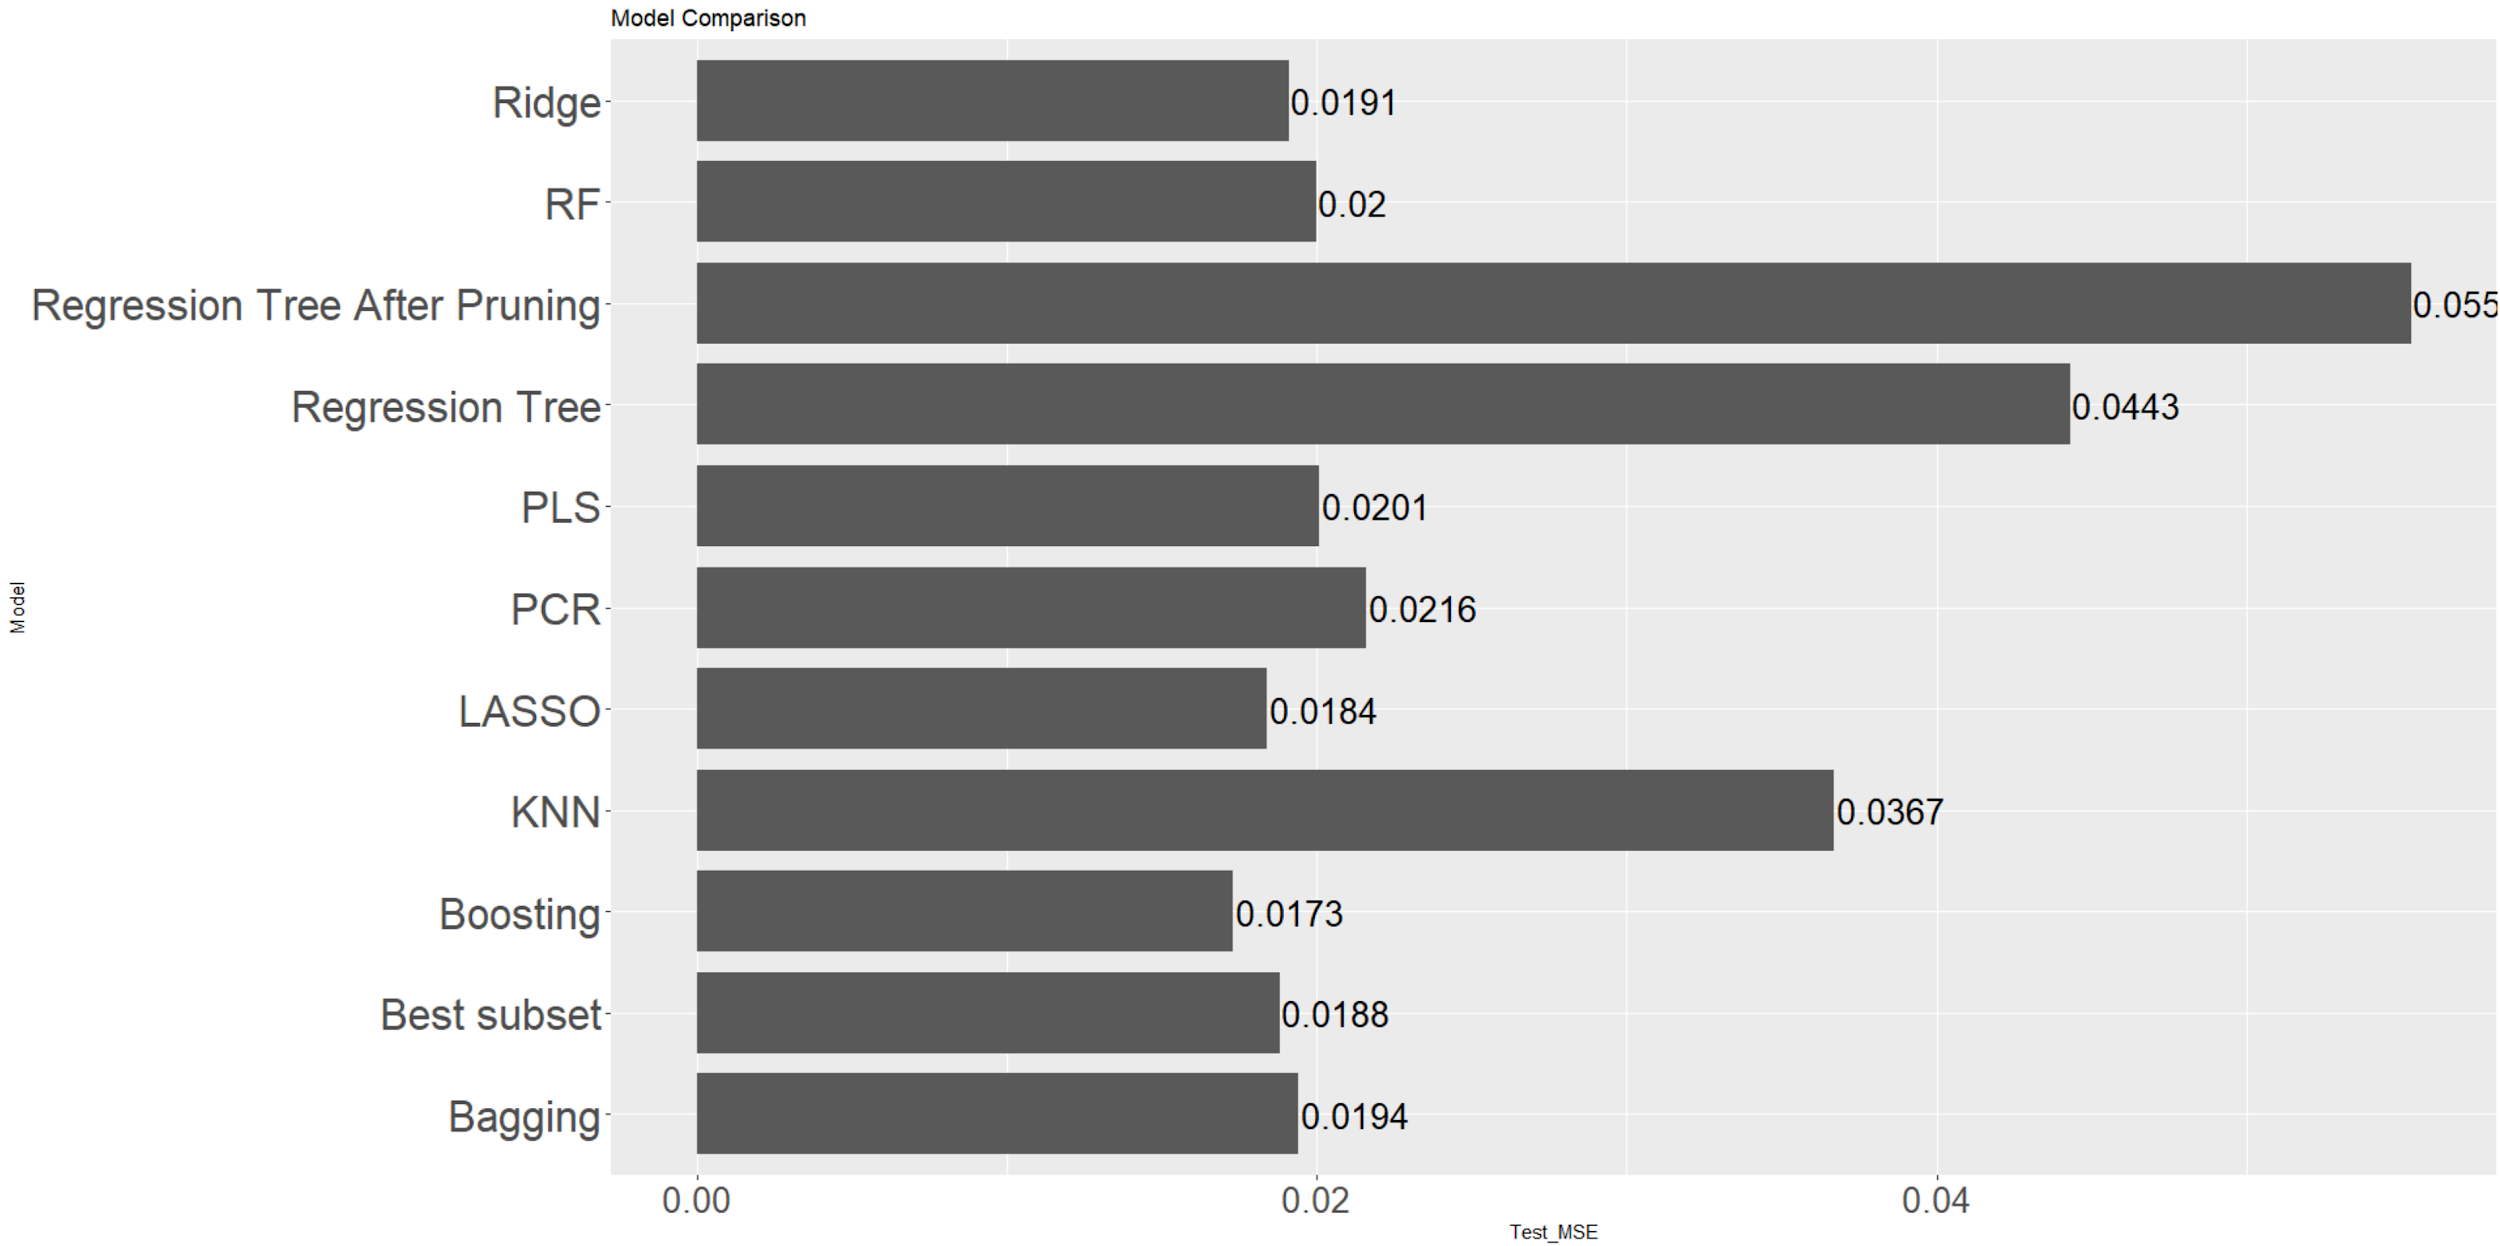 Model Comparison
Ridge
0.0191
RF
0.02
Regression Tree After Pruning
0.055
Regression Tree
0.0443
PLS
0.0201
PCR
0.0216
LASSO
0.0184
KNN
0.0367
Boosting
0.0173
Best subset
0.0188
Bagging
0.0194
Model
0.00
0.02
0.04
Test_MSE